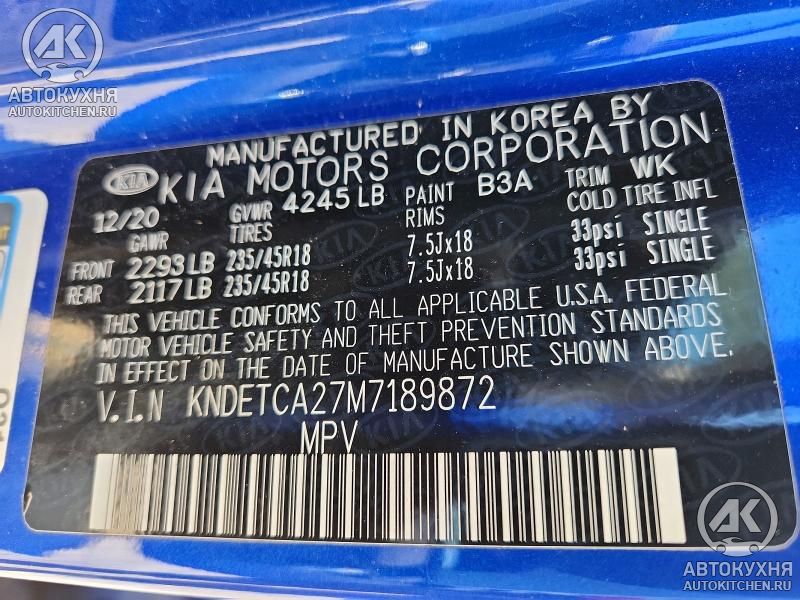 АК
АВТОКУХНЯ
AUTOKITCHEN.RU
MANUFACTURED IN KOREA BY
KIA KIA MOTORS CORPORATION
12/20 GVWR 4245 LB PAINT B3A TRIM WK
GAWR TIRES RIMS COLD TIRE INFL
FRONT 2293 LB 235/45R18 7.5Jx18 33psi SINGLE
REAR 2117 LB 235/45R18 7.5Jx18 33psi SINGLE
THIS VEHICLE CONFORMS TO ALL APPLICABLE U.S.A. FEDERAL
MOTOR VEHICLE SAFETY AND THEFT PREVENTION STANDARDS
IN EFFECT ON THE DATE OF MANUFACTURE SHOWN ABOVE.
V.I.N KNDETCA27M7189872
MPV
АК
АВТОКУХНЯ
AUTOKITCHEN.RU